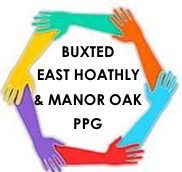 BUXTED
EAST HOATHLY
& MANOR OAK
PPG